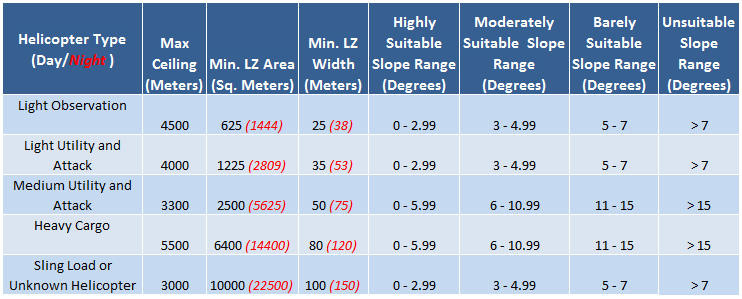 Helicopter Type (Day/Night ) | Max Ceiling (Meters) | Min. LZ Area (Sq. Meters) | Min. LZ Width (Meters) | Highly Suitable Slope Range (Degrees) | Moderately Suitable Slope Range (Degrees) | Barely Suitable Slope Range (Degrees) | Unsuitable Slope Range (Degrees)
Light Observation | 4500 | 625 (1444) | 25 (38) | 0 - 2.99 | 3 - 4.99 | 5 - 7 | > 7
Light Utility and Attack | 4000 | 1225 (2809) | 35 (53) | 0 - 2.99 | 3 - 4.99 | 5 - 7 | > 7
Medium Utility and Attack | 3300 | 2500 (5625) | 50 (75) | 0 - 5.99 | 6 - 10.99 | 11 - 15 | > 15
Heavy Cargo | 5500 | 6400 (14400) | 80 (120) | 0 - 5.99 | 6 - 10.99 | 11 - 15 | > 15
Sling Load or Unknown Helicopter | 3000 | 10000 (22500) | 100 (150) | 0 - 2.99 | 3 - 4.99 | 5 - 7 | > 7